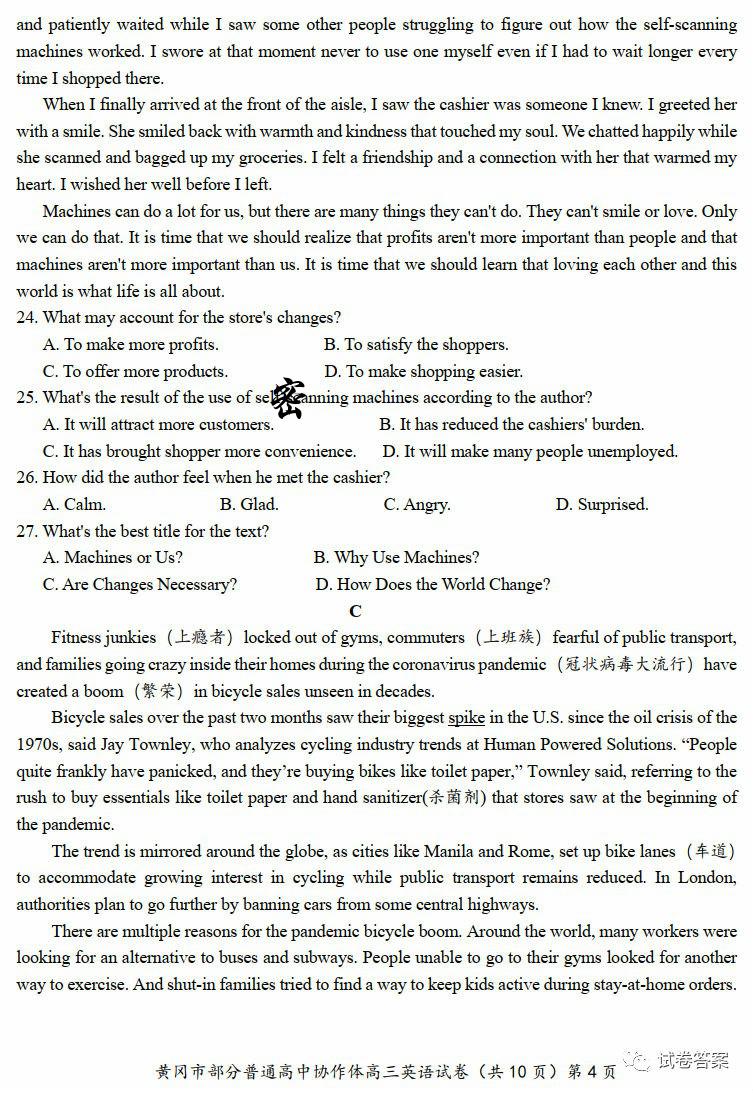 and patiently waited while I saw some other people struggling to figure out how the self-scanning
machines worked. I swore at that moment never to use one myself even if I had to wait longer every
time I shopped there.
When I finally arrived at the front of the aisle, I saw the cashier was someone I knew. I greeted her
with a smile. She smiled back with warmth and kindness that touched my soul. We chatted happily while
she scanned and bagged up my groceries. I felt a friendship and a connection with her that warmed my
heart. I wished her well before I left.
Machines can do a lot for us, but there are many things they can't do. They can't smile or love. Only
we can do that. It is time that we should realize that profits aren't more important than people and that
machines aren't more important than us. It is time that we should learn that loving each other and this
world is what life is all about.
24. What may account for the store's changes?
A. To make more profits. B. To satisfy the shoppers.
C. To offer more products. D. To make shopping easier.
25. What's the result of the use of self-scanning machines according to the author?
密
A. It will attract more customers. B. It has reduced the cashiers' burden.
C. It has brought shopper more convenience. D. It will make many people unemployed.
26. How did the author feel when he met the cashier?
A. Calm. B. Glad. C. Angry. D. Surprised.
27. What's the best title for the text?
A. Machines or Us? B. Why Use Machines?
C. Are Changes Necessary? D. How Does the World Change?
C
Fitness junkies（上瘾者）locked out of gyms, commuters（上班族）fearful of public transport,
and families going crazy inside their homes during the coronavirus pandemic（冠状病毒大流行）have
created a boom（繁荣）in bicycle sales unseen in decades.
Bicycle sales over the past two months saw their biggest spike in the U.S. since the oil crisis of the
1970s, said Jay Townley, who analyzes cycling industry trends at Human Powered Solutions. “People
quite frankly have panicked, and they’re buying bikes like toilet paper,” Townley said, referring to the
rush to buy essentials like toilet paper and hand sanitizer(杀菌剂) that stores saw at the beginning of
the pandemic.
The trend is mirrored around the globe, as cities like Manila and Rome, set up bike lanes（车道）
to accommodate growing interest in cycling while public transport remains reduced. In London,
authorities plan to go further by banning cars from some central highways.
There are multiple reasons for the pandemic bicycle boom. Around the world, many workers were
looking for an alternative to buses and subways. People unable to go to their gyms looked for another
way to exercise. And shut-in families tried to find a way to keep kids active during stay-at-home orders.
黄冈市部分普通高中协作体高三英语试卷（共 10 页）第 4 页
试卷答案